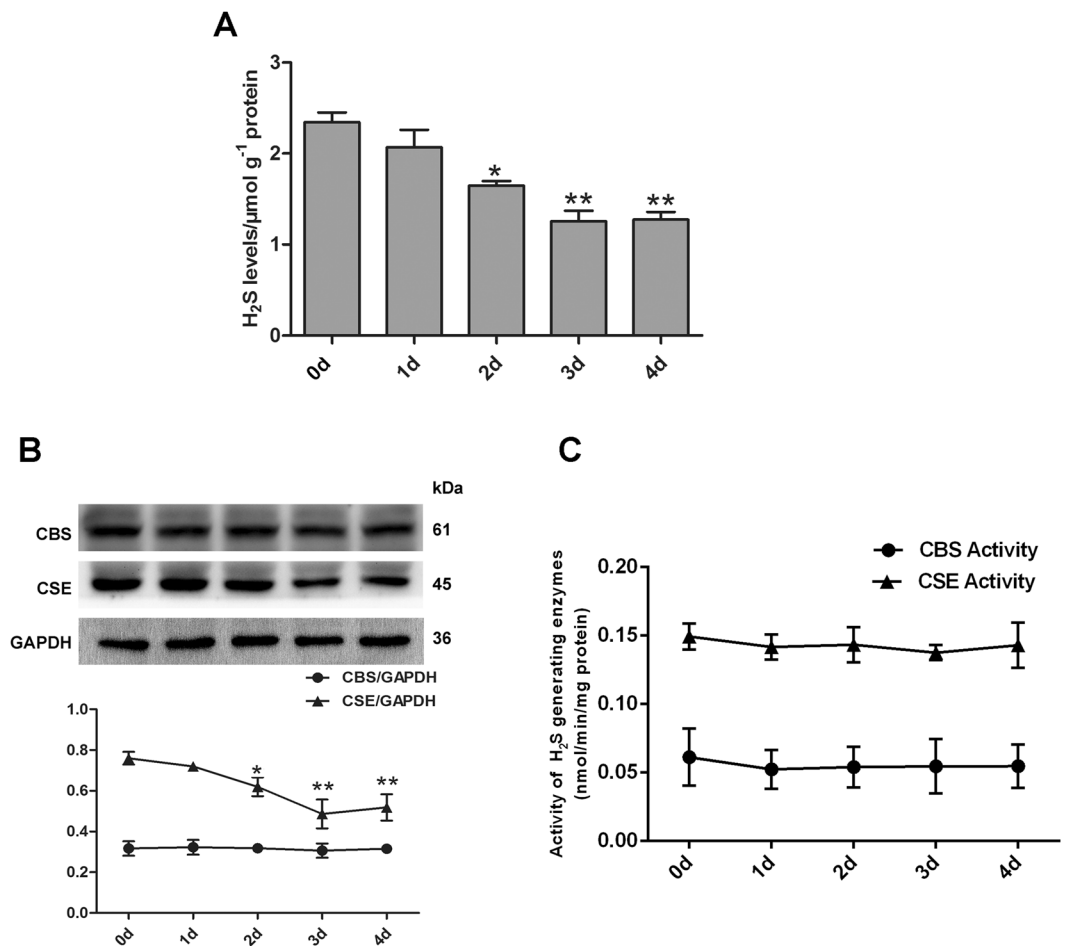 A
H₂S levels/µmol g⁻¹ protein
3
2
1
0
*
**
**
0d
1d
2d
3d
4d
B
kDa
CBS
61
CSE
45
GAPDH
36
CBS/GAPDH
CSE/GAPDH
1.0
0.8
0.6
0.4
0.2
0.0
*
**
**
0d
1d
2d
3d
4d
C
CBS Activity
CSE Activity
Activity of H₂S generating enzymes
(nmol/min/mg protein)
0.20
0.15
0.10
0.05
0.00
0d
1d
2d
3d
4d